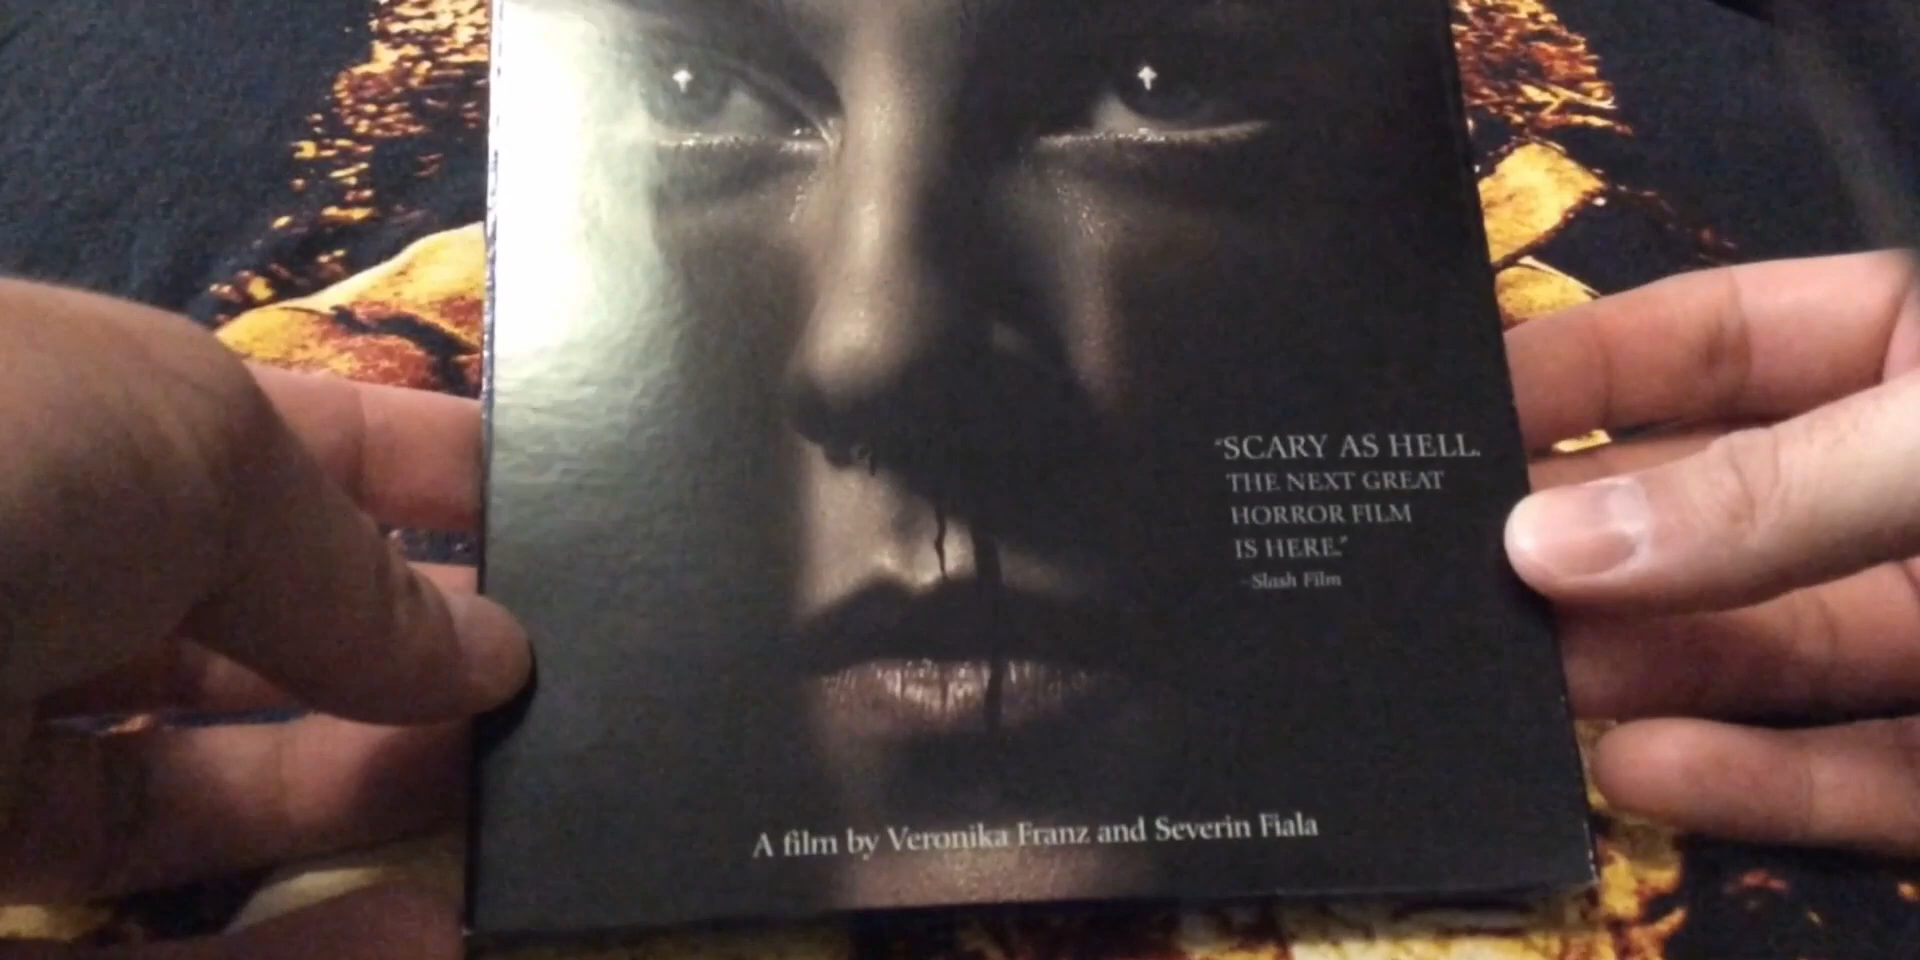 "SCARY AS HELL.
THE NEXT GREAT
HORROR FILM
IS HERE."
–Slash Film
A film by Veronika Franz and Severin Fiala